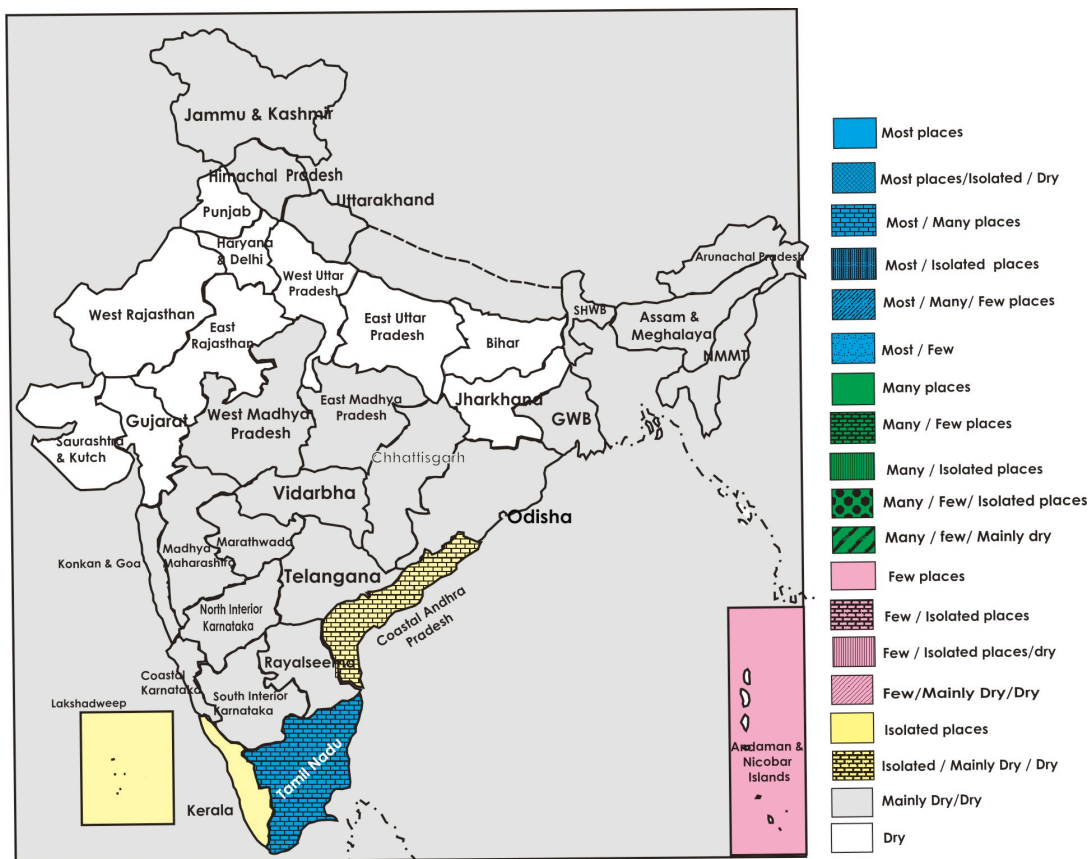 Jammu & Kashmir
Himachal Pradesh
Uttarakhand
Punjab
Haryana
& Delhi
West Uttar
Pradesh
Arunachal Pradesh
West Rajasthan
East
Rajasthan
East Uttar
Pradesh
Bihar
SHWB
Assam &
Meghalaya
NMMT
Saurashtra
& Kutch
Gujarat
West Madhya
Pradesh
East Madhya
Pradesh
Jharkhand
GWB
Chhattisgarh
Vidarbha
Odisha
Konkan & Goa
Madhya
Maharashtra
Marathwada
Telangana
North Interior
Karnataka
Coastal Andhra
Pradesh
Rayalseema
Coastal
Karnataka
South Interior
Karnataka
Lakshadweep
Kerala
Tamil Nadu
Andaman &
Nicobar
Islands
Most places
Most places/Isolated / Dry
Most / Many places
Most / Isolated places
Most / Many/ Few places
Most / Few
Many places
Many / Few places
Many / Isolated places
Many / Few/ Isolated places
Many / few/ Mainly dry
Few places
Few / Isolated places
Few / Isolated places/dry
Few/Mainly Dry/Dry
Isolated places
Isolated / Mainly Dry / Dry
Mainly Dry/Dry
Dry